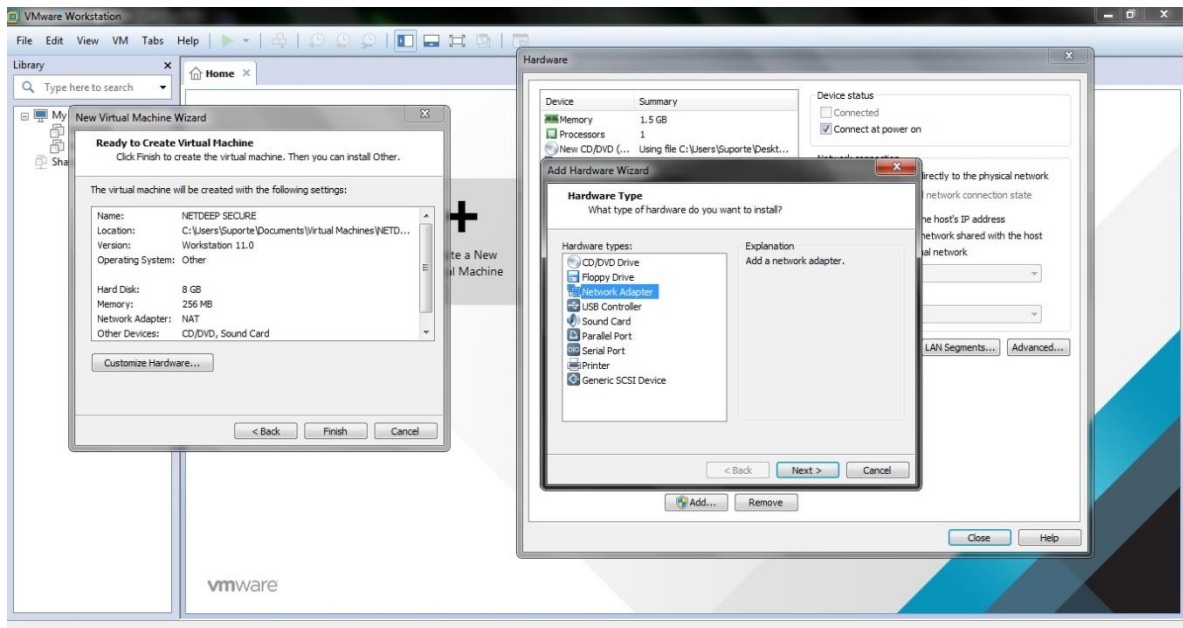 VMware Workstation
File Edit View VM Tabs Help
Library
Type here to search
My
Sha
Home
New Virtual Machine Wizard
Ready to Create Virtual Machine
Click Finish to create the virtual machine. Then you can install Other.
The virtual machine will be created with the following settings:
Name: NETDEEP SECURE
Location: C:\Users\Suporte\Documents\Virtual Machines\NETD...
Version: Workstation 11.0
Operating System: Other
Hard Disk: 8 GB
Memory: 256 MB
Network Adapter: NAT
Other Devices: CD/DVD, Sound Card
Customize Hardware...
< Back Finish Cancel
te a New
al Machine
vmware
Hardware
Device Summary
Memory 1.5 GB
Processors 1
New CD/DVD (... Using file C:\Users\Suporte\Deskt...
Device status
Connected
Connect at power on
directly to the physical network
l network connection state
he host's IP address
network shared with the host
al network
LAN Segments... Advanced...
Add Hardware Wizard
Hardware Type
What type of hardware do you want to install?
Hardware types:
CD/DVD Drive
Floppy Drive
Network Adapter
USB Controller
Sound Card
Parallel Port
Serial Port
Printer
Generic SCSI Device
Explanation
Add a network adapter.
< Back Next > Cancel
Add... Remove
Close Help